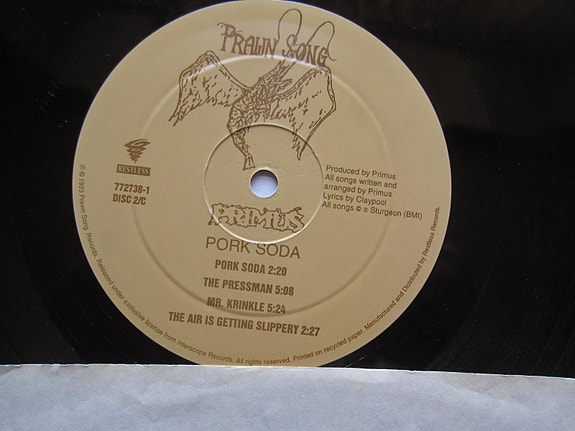 PRAWN SONG
RESTLESS
772738-1
DISC 2/C
Produced by Primus
All songs written and
arranged by Primus
Lyrics by Claypool
All songs © ℗ Sturgeon (BMI)
PRIMUS
PORK SODA
PORK SODA 2:20
THE PRESSMAN 5:08
MR. KRINKLE 5:24
THE AIR IS GETTING SLIPPERY 2:27
℗ © 1993 Prawn Song Records. Released under exclusive license from Interscope Records. All rights reserved. Printed on recycled paper. Manufactured and Distributed by Restless Records.